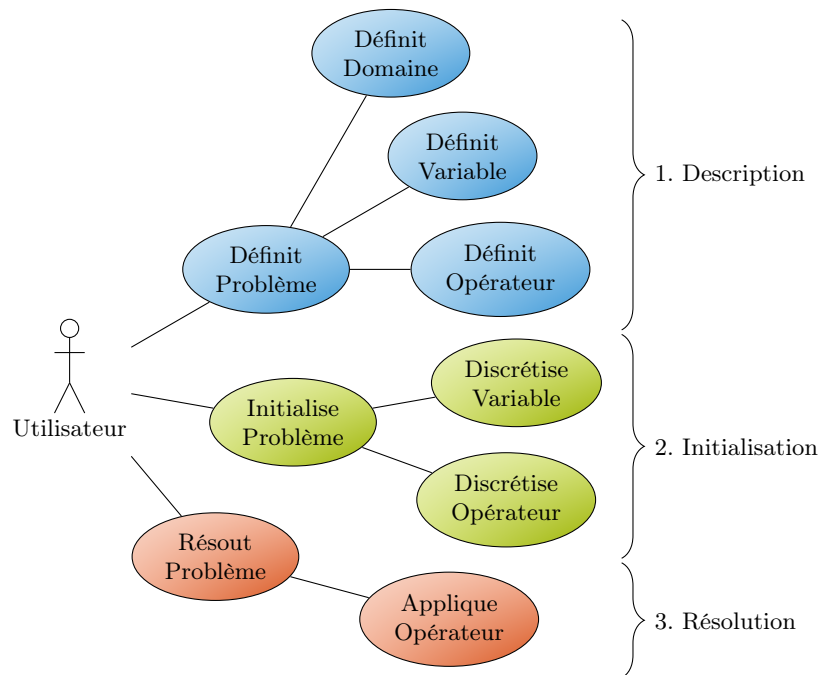 Définit
Domaine
Définit
Variable
1. Description
Définit
Problème
Définit
Opérateur
Utilisateur
Discrétise
Variable
Initialise
Problème
2. Initialisation
Discrétise
Opérateur
Résout
Problème
Applique
Opérateur
3. Résolution